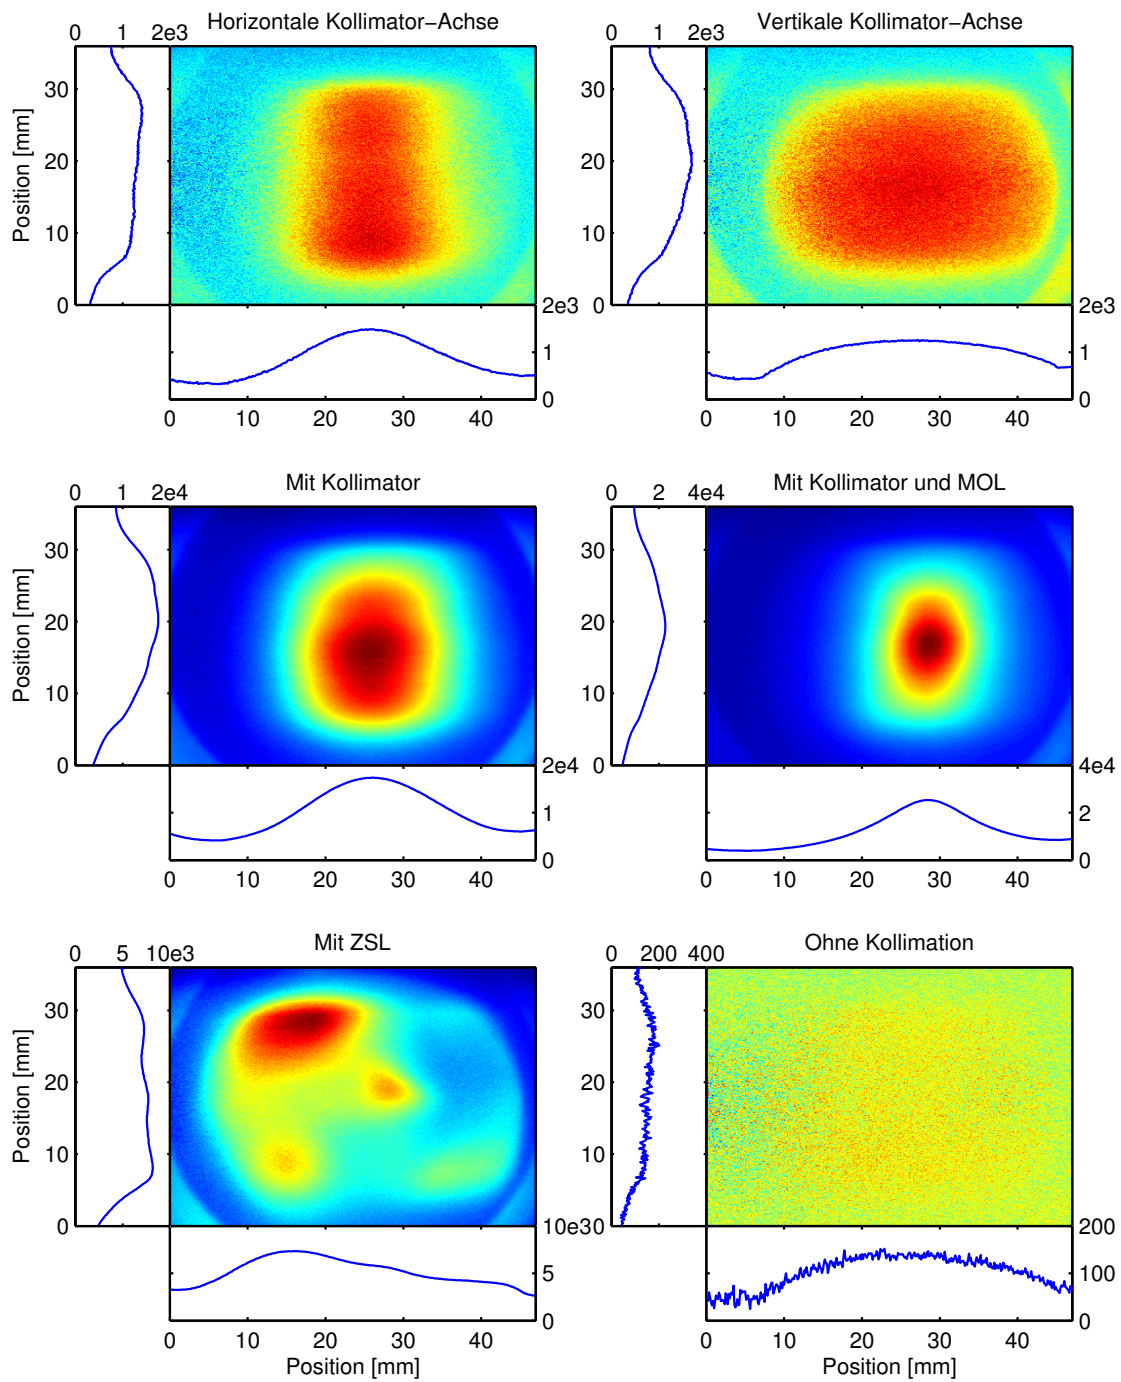 Horizontale Kollimator−Achse
Vertikale Kollimator−Achse
0 1 2e3
0 1 2e3
Position [mm]
30
20
10
0
30
20
10
0
2e3
1
0
2e3
1
0
0 10 20 30 40
0 10 20 30 40
Mit Kollimator
Mit Kollimator und MOL
0 1 2e4
0 2 4e4
Position [mm]
30
20
10
0
30
20
10
0
2e4
1
0
4e4
2
0
0 10 20 30 40
0 10 20 30 40
Mit ZSL
Ohne Kollimation
0 5 10e3
0 200 400
Position [mm]
30
20
10
0
30
20
10
0
10e3
5
0
200
100
0
0 10 20 30 40
0 10 20 30 40
Position [mm]
Position [mm]